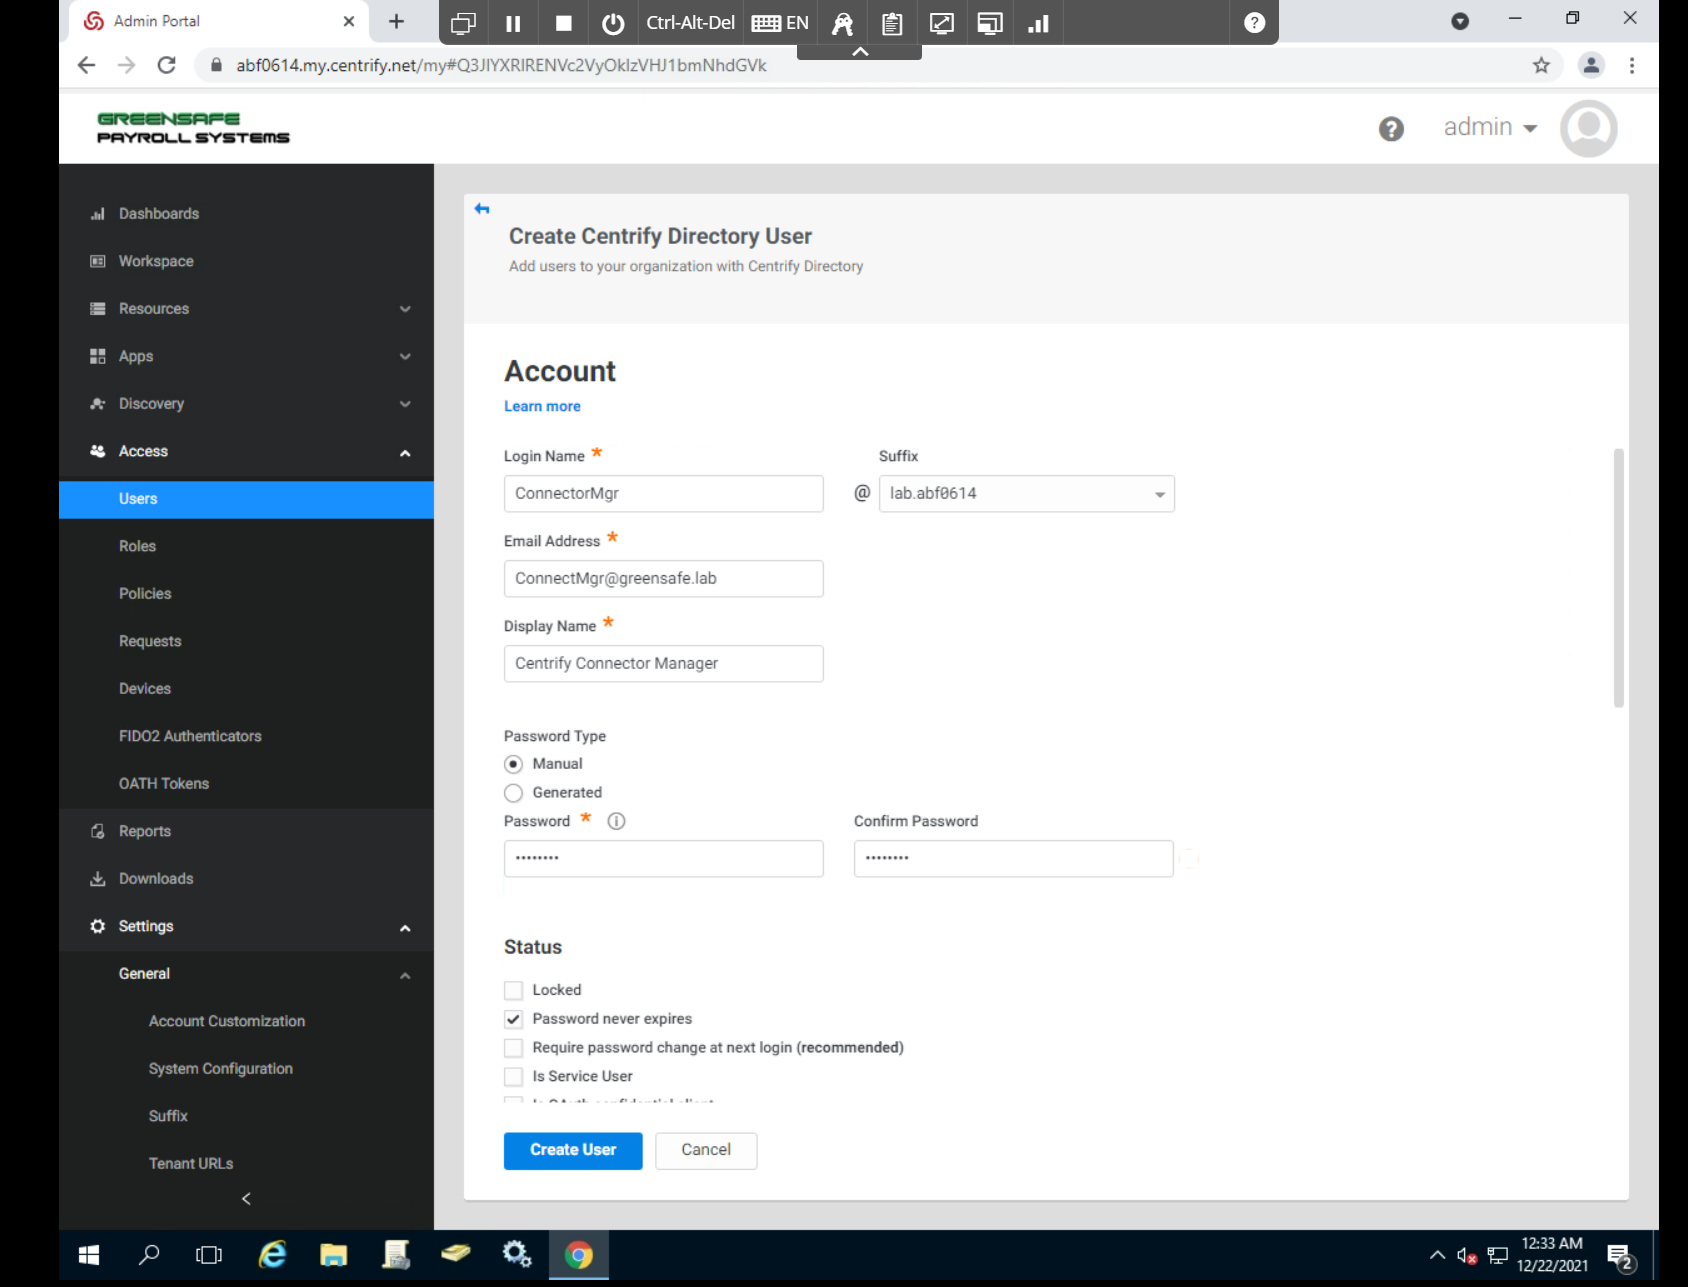 Admin Portal
Ctrl-Alt-Del
EN
abf0614.my.centrify.net/my#Q3JlYXRlRENVc2VyOklzVHJ1bmNhdGVk
GREENSAFE
PAYROLL SYSTEMS
admin
Dashboards
Workspace
Resources
Apps
Discovery
Access
Users
Roles
Policies
Requests
Devices
FIDO2 Authenticators
OATH Tokens
Reports
Downloads
Settings
General
Account Customization
System Configuration
Suffix
Tenant URLs
Create Centrify Directory User
Add users to your organization with Centrify Directory
Account
Learn more
Login Name *
Suffix
ConnectorMgr
@ lab.abf0614
Email Address *
ConnectMgr@greensafe.lab
Display Name *
Centrify Connector Manager
Password Type
Manual
Generated
Password *
Confirm Password
••••••••
••••••••
Status
Locked
Password never expires
Require password change at next login (recommended)
Is Service User
Is OAuth confidential client
Create User
Cancel
12:33 AM
12/22/2021
2